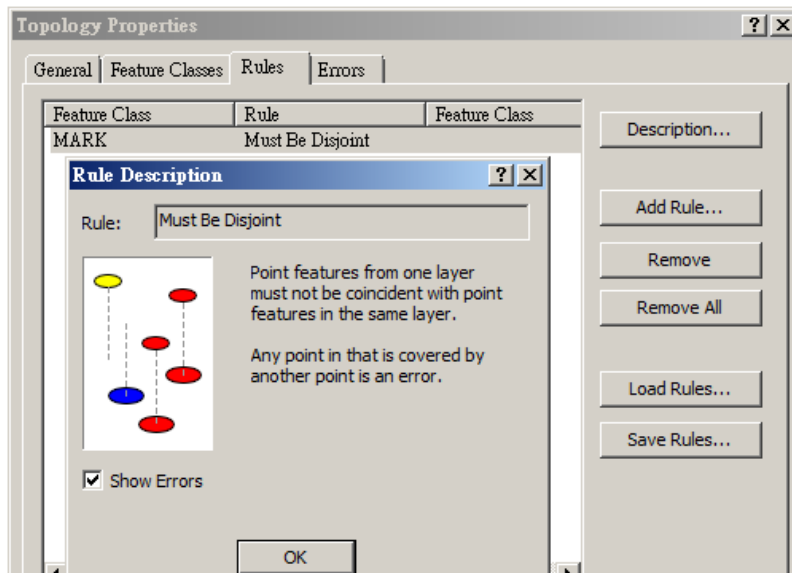 Topology Properties
General
Feature Classes
Rules
Errors
Feature Class Rule Feature Class
MARK Must Be Disjoint
Description...
Add Rule...
Remove
Remove All
Load Rules...
Save Rules...
Rule Description
Rule: Must Be Disjoint
Point features from one layer
must not be coincident with point
features in the same layer.
Any point in that is covered by
another point is an error.
Show Errors
OK